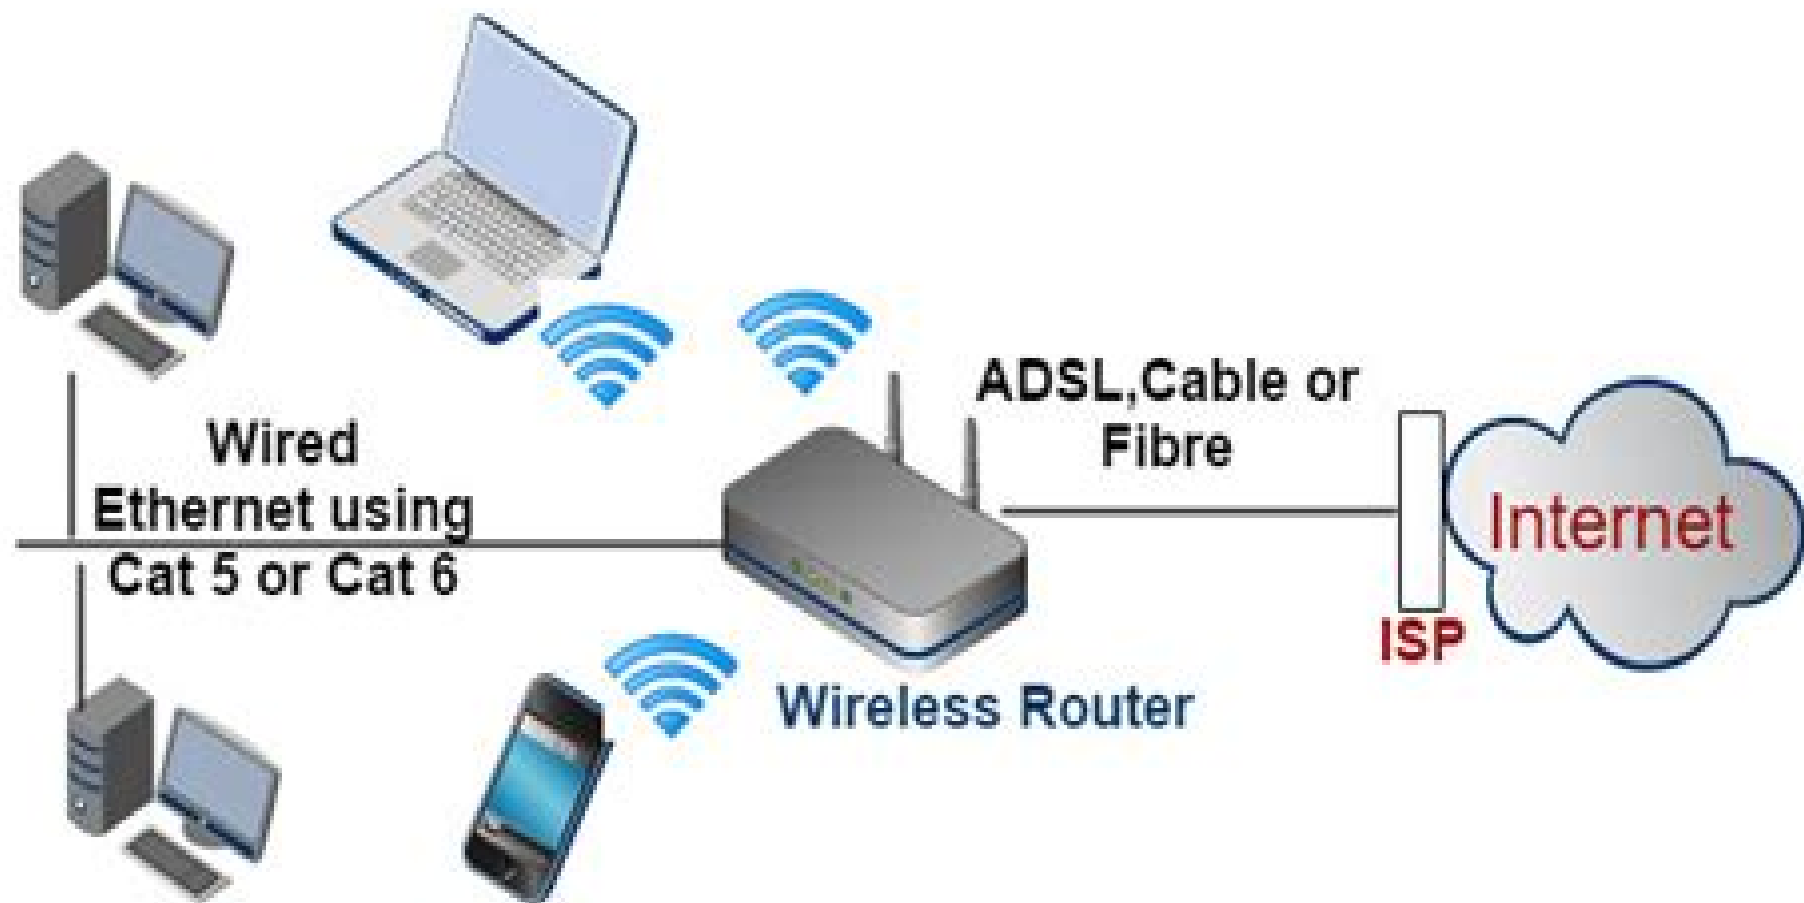 Wired
Ethernet using
Cat 5 or Cat 6
ADSL,Cable or
Fibre
Internet
ISP
Wireless Router